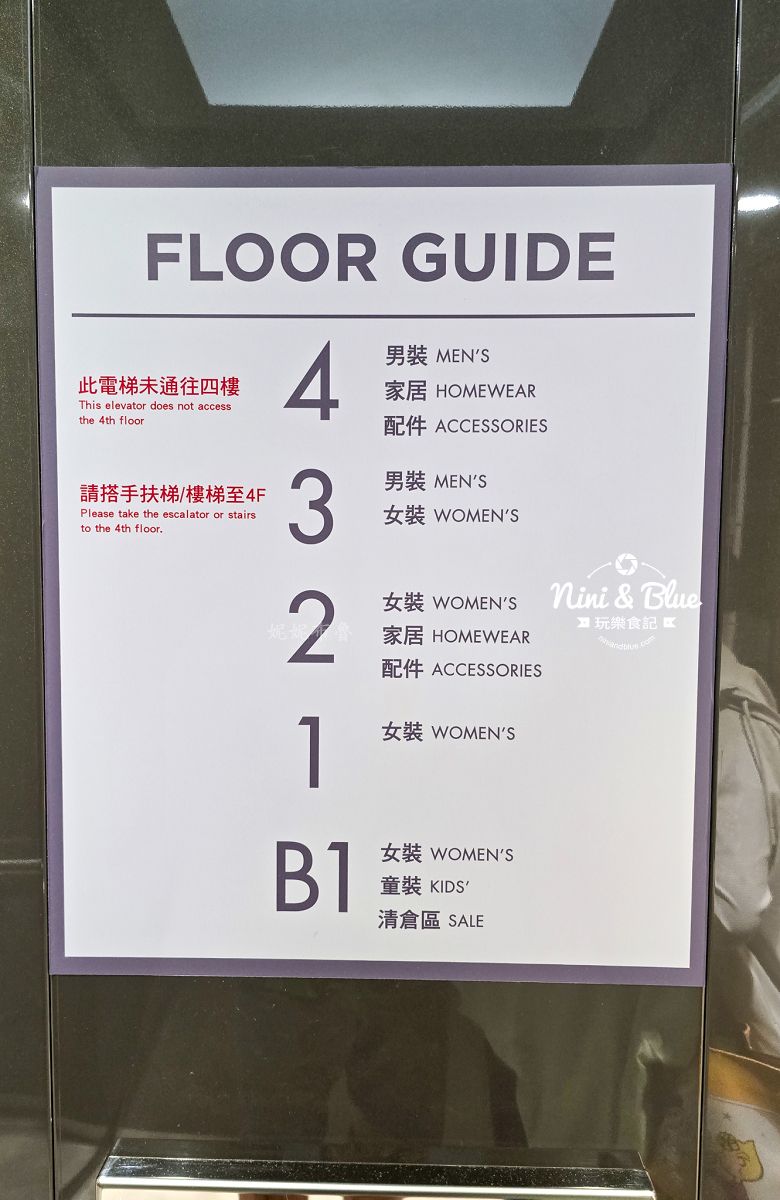 FLOOR GUIDE
此電梯未通往四樓
This elevator does not access
the 4th floor
4
男裝 MEN'S
家居 HOMEWEAR
配件 ACCESSORIES
請搭手扶梯/樓梯至4F
Please take the escalator or stairs
to the 4th floor.
3
男裝 MEN'S
女裝 WOMEN'S
2
女裝 WOMEN'S
家居 HOMEWEAR
配件 ACCESSORIES
Nini & Blue
玩樂食記
niniandblue.com
1
女裝 WOMEN'S
B1
女裝 WOMEN'S
童裝 KIDS'
清倉區 SALE